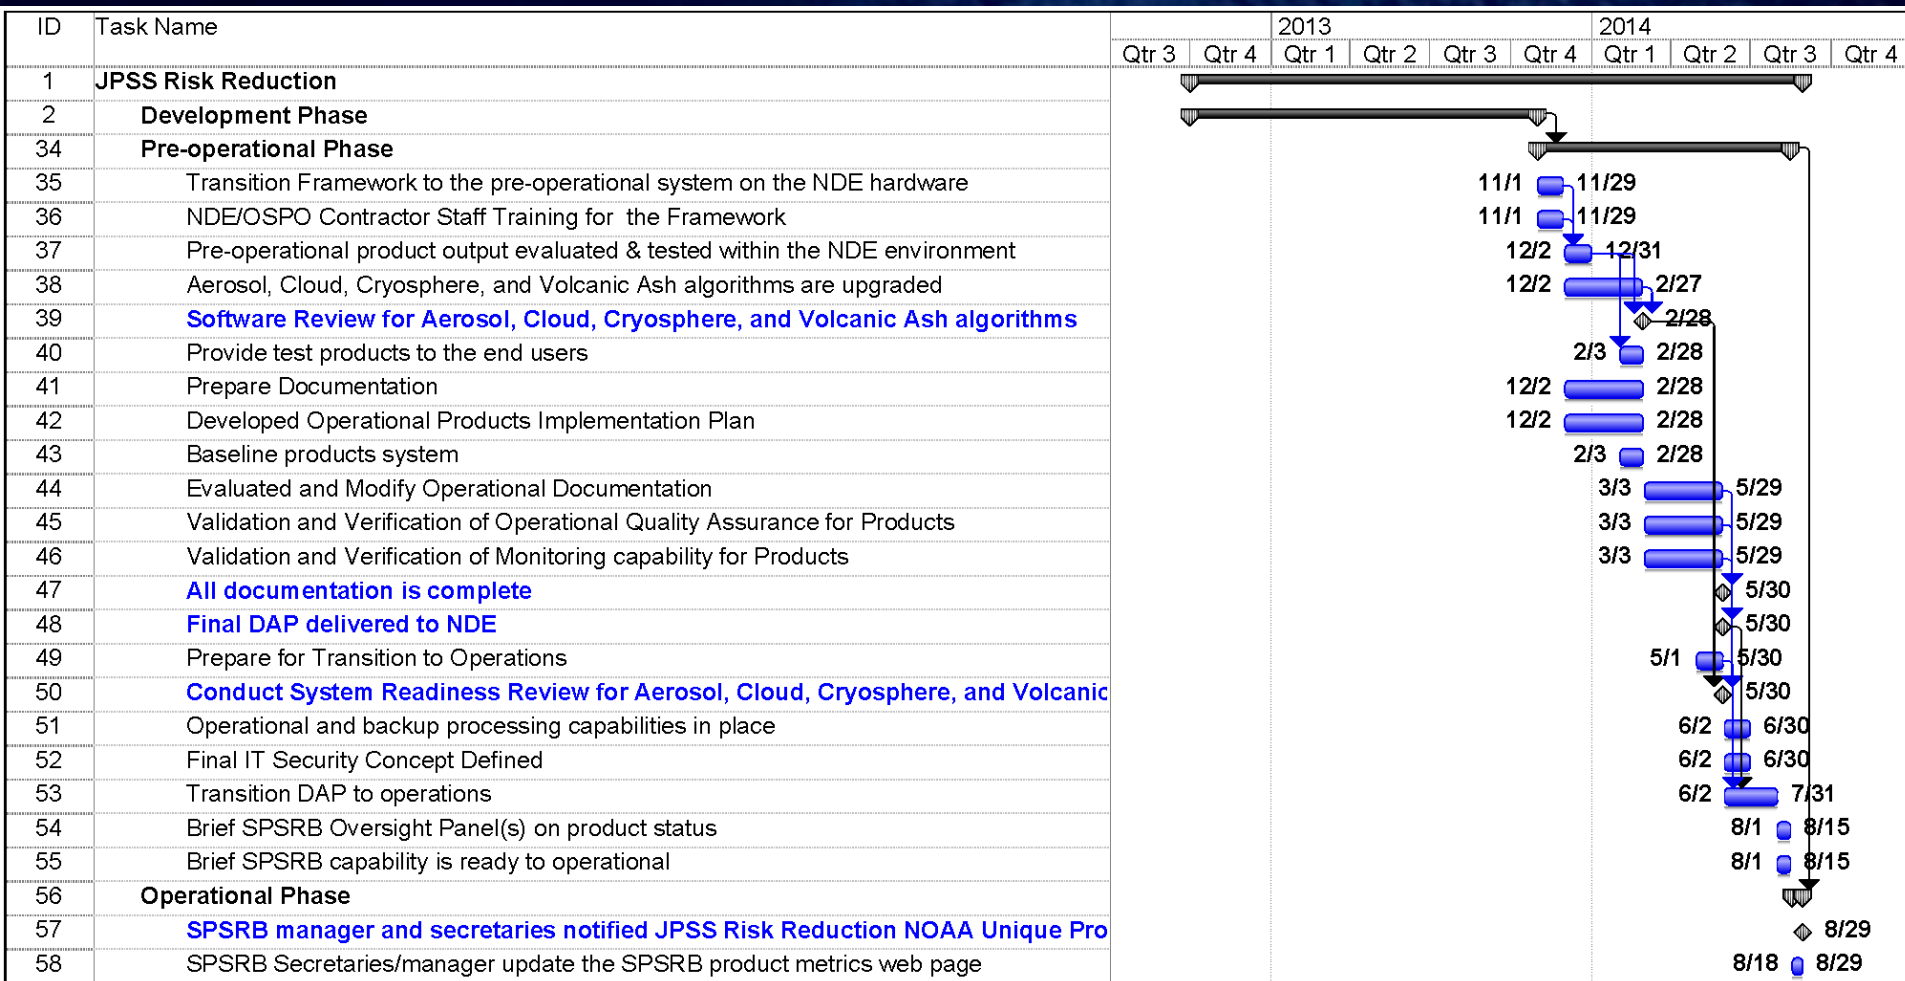 ID Task Name 2013 2014
Qtr 3 Qtr 4 Qtr 1 Qtr 2 Qtr 3 Qtr 4 Qtr 1 Qtr 2 Qtr 3 Qtr 4
1 JPSS Risk Reduction
2 Development Phase
34 Pre-operational Phase
35 Transition Framework to the pre-operational system on the NDE hardware 11/1 11/29
36 NDE/OSPO Contractor Staff Training for the Framework 11/1 11/29
37 Pre-operational product output evaluated & tested within the NDE environment 12/2 12/31
38 Aerosol, Cloud, Cryosphere, and Volcanic Ash algorithms are upgraded 12/2 2/27
39 Software Review for Aerosol, Cloud, Cryosphere, and Volcanic Ash algorithms 2/28
40 Provide test products to the end users 2/3 2/28
41 Prepare Documentation 12/2 2/28
42 Developed Operational Products Implementation Plan 12/2 2/28
43 Baseline products system 2/3 2/28
44 Evaluated and Modify Operational Documentation 3/3 5/29
45 Validation and Verification of Operational Quality Assurance for Products 3/3 5/29
46 Validation and Verification of Monitoring capability for Products 3/3 5/29
47 All documentation is complete 5/30
48 Final DAP delivered to NDE 5/30
49 Prepare for Transition to Operations 5/1 5/30
50 Conduct System Readiness Review for Aerosol, Cloud, Cryosphere, and Volcanic 5/30
51 Operational and backup processing capabilities in place 6/2 6/30
52 Final IT Security Concept Defined 6/2 6/30
53 Transition DAP to operations 6/2 7/31
54 Brief SPSRB Oversight Panel(s) on product status 8/1 8/15
55 Brief SPSRB capability is ready to operational 8/1 8/15
56 Operational Phase
57 SPSRB manager and secretaries notified JPSS Risk Reduction NOAA Unique Pro 8/29
58 SPSRB Secretaries/manager update the SPSRB product metrics web page 8/18 8/29